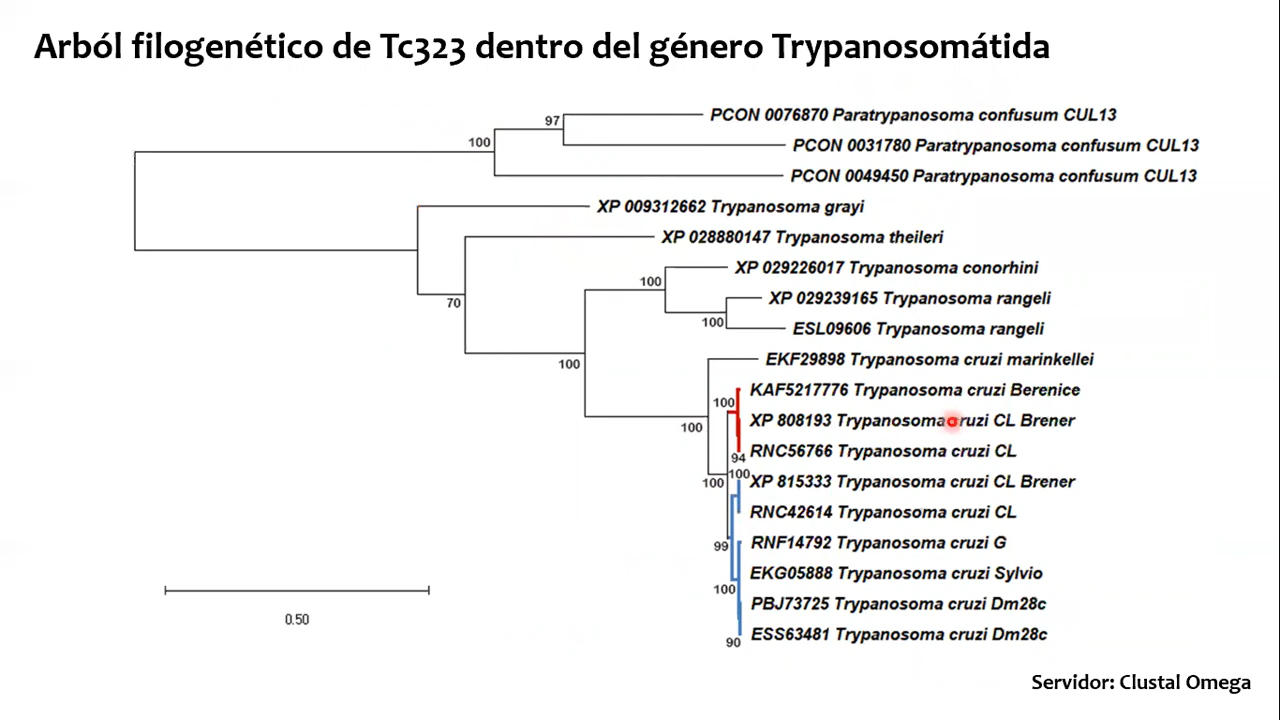 Arból filogenético de Tc323 dentro del género Trypanosomátida
97
PCON 0076870 Paratrypanosoma confusum CUL13
100
PCON 0031780 Paratrypanosoma confusum CUL13
PCON 0049450 Paratrypanosoma confusum CUL13
XP 009312662 Trypanosoma grayi
XP 028880147 Trypanosoma theileri
70
XP 029226017 Trypanosoma conorhini
100
XP 029239165 Trypanosoma rangeli
100
ESL09606 Trypanosoma rangeli
100
EKF29898 Trypanosoma cruzi marinkellei
KAF5217776 Trypanosoma cruzi Berenice
100
100
XP 808193 Trypanosoma cruzi CL Brener
94
RNC56766 Trypanosoma cruzi CL
100
100
XP 815333 Trypanosoma cruzi CL Brener
RNC42614 Trypanosoma cruzi CL
99
RNF14792 Trypanosoma cruzi G
EKG05888 Trypanosoma cruzi Sylvio
100
PBJ73725 Trypanosoma cruzi Dm28c
90
ESS63481 Trypanosoma cruzi Dm28c
0.50
Servidor: Clustal Omega